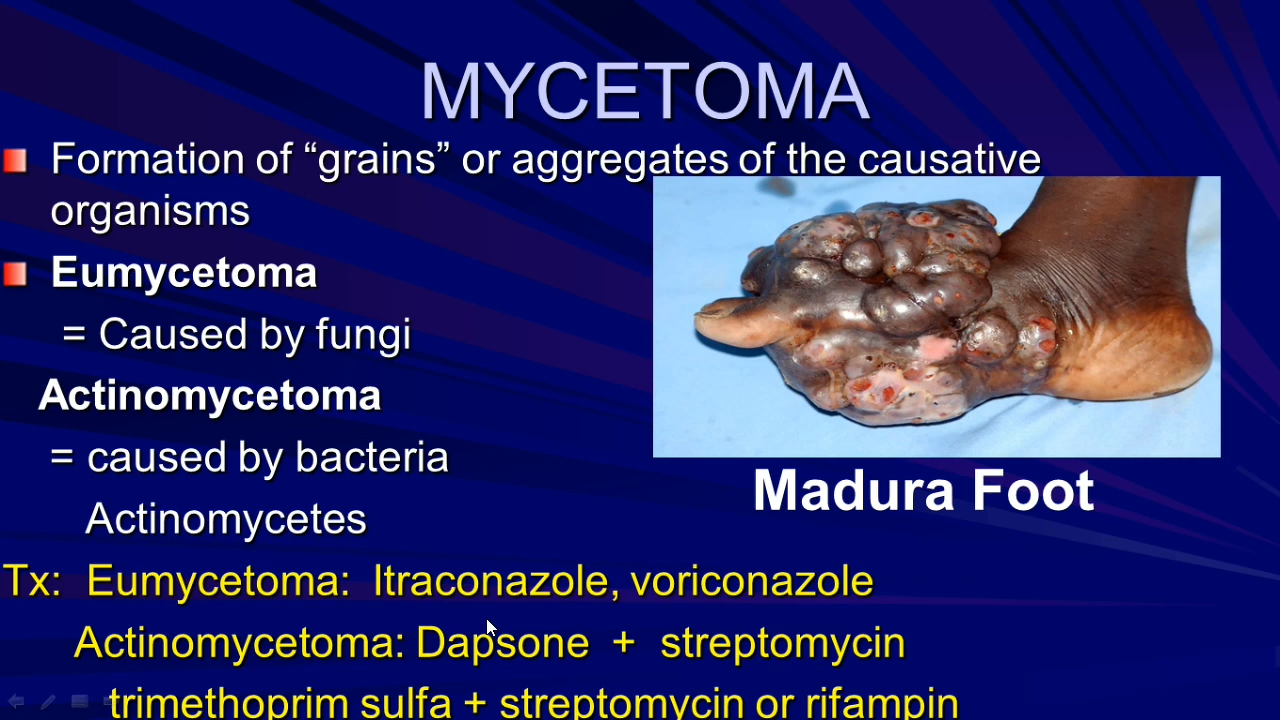 MYCETOMA
Formation of “grains” or aggregates of the causative
organisms
Eumycetoma
= Caused by fungi
Actinomycetoma
= caused by bacteria
Actinomycetes
Madura Foot
Tx: Eumycetoma: Itraconazole, voriconazole
Actinomycetoma: Dapsone + streptomycin
trimethoprim sulfa + streptomycin or rifampin